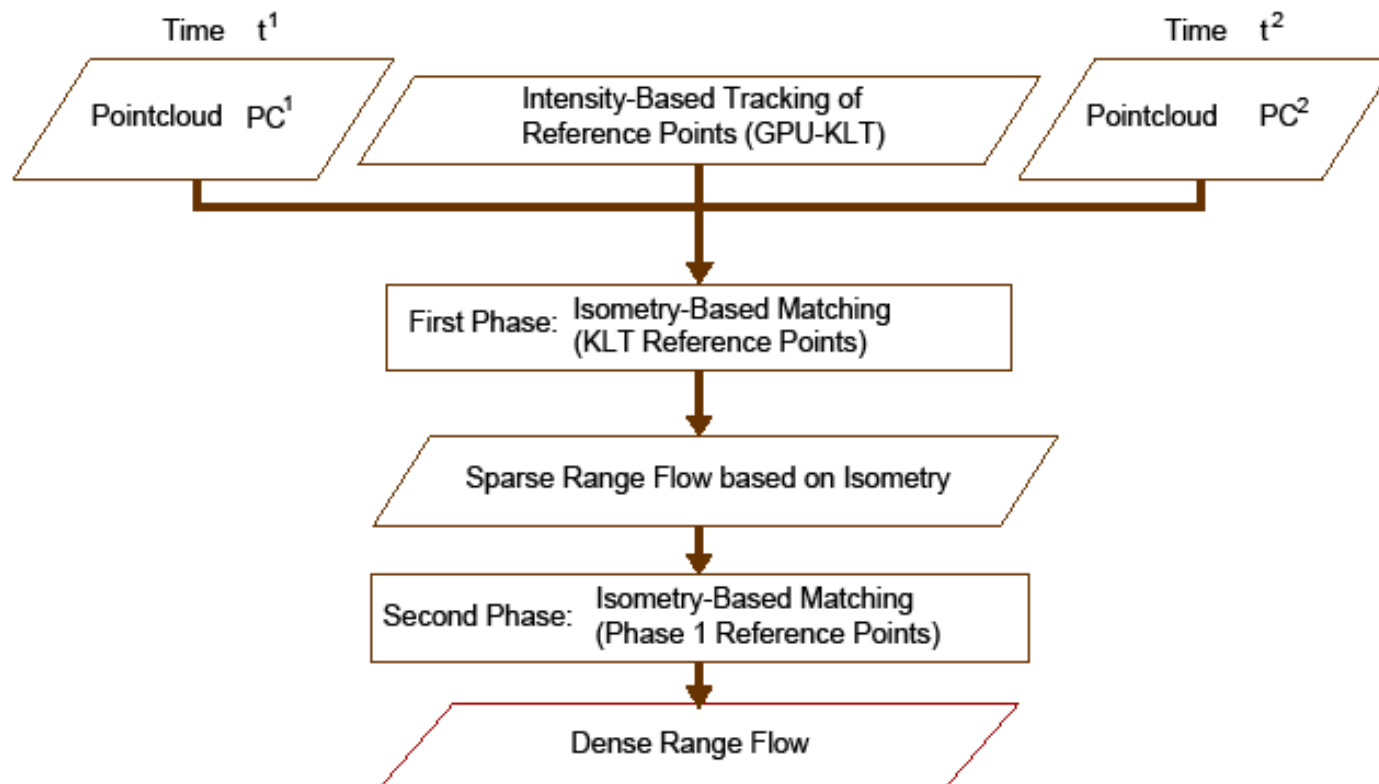 Time t¹
Time t²
Pointcloud PC¹
Intensity-Based Tracking of
Reference Points (GPU-KLT)
Pointcloud PC²
First Phase: Isometry-Based Matching
(KLT Reference Points)
Sparse Range Flow based on Isometry
Second Phase: Isometry-Based Matching
(Phase 1 Reference Points)
Dense Range Flow